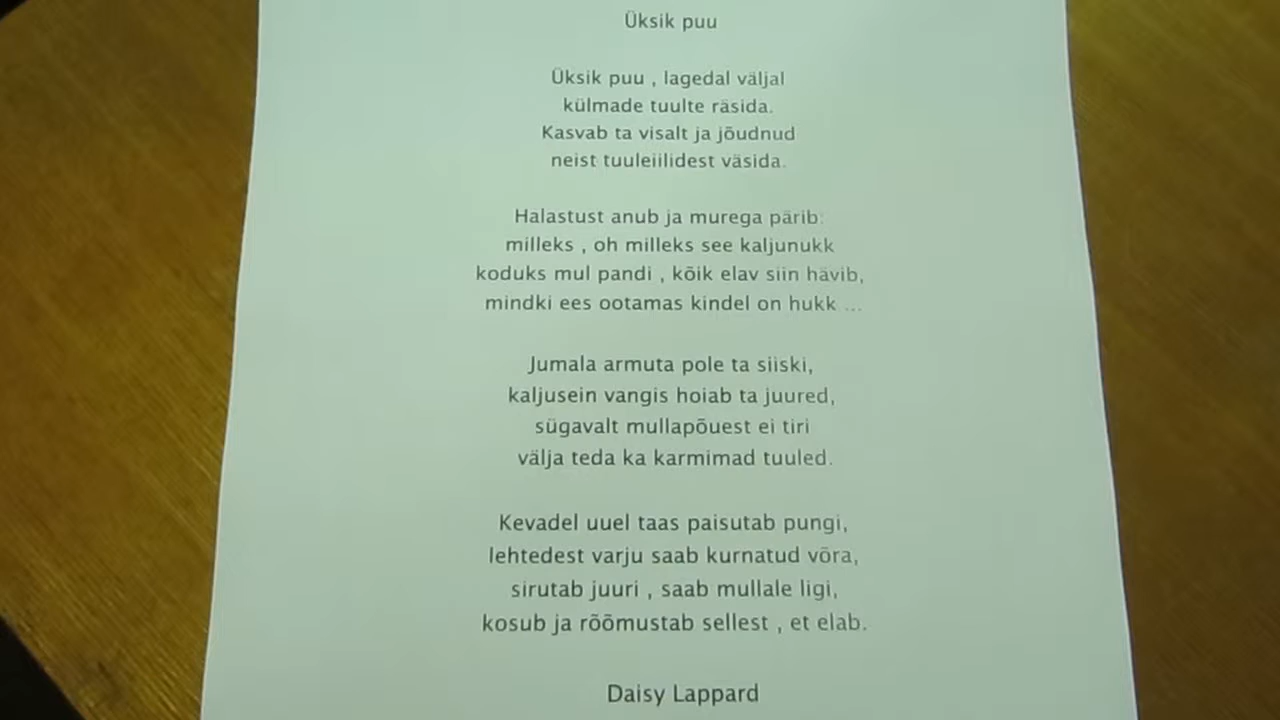 Üksik puu
Üksik puu , lagedal väljal
külmade tuulte räsida.
Kasvab ta visalt ja jõudnud
neist tuuleiilidest väsida.
Halastust anub ja murega pärib:
milleks , oh milleks see kaljunukk
koduks mul pandi , kõik elav siin hävib,
mindki ees ootamas kindel on hukk ...
Jumala armuta pole ta siiski,
kaljusein vangis hoiab ta juured,
sügavalt mullapõuest ei tiri
välja teda ka karmimad tuuled.
Kevadel uuel taas paisutab pungi,
lehtedest varju saab kurnatud võra,
sirutab juuri , saab mullale ligi,
kosub ja rõõmustab sellest , et elab.
Daisy Lappard